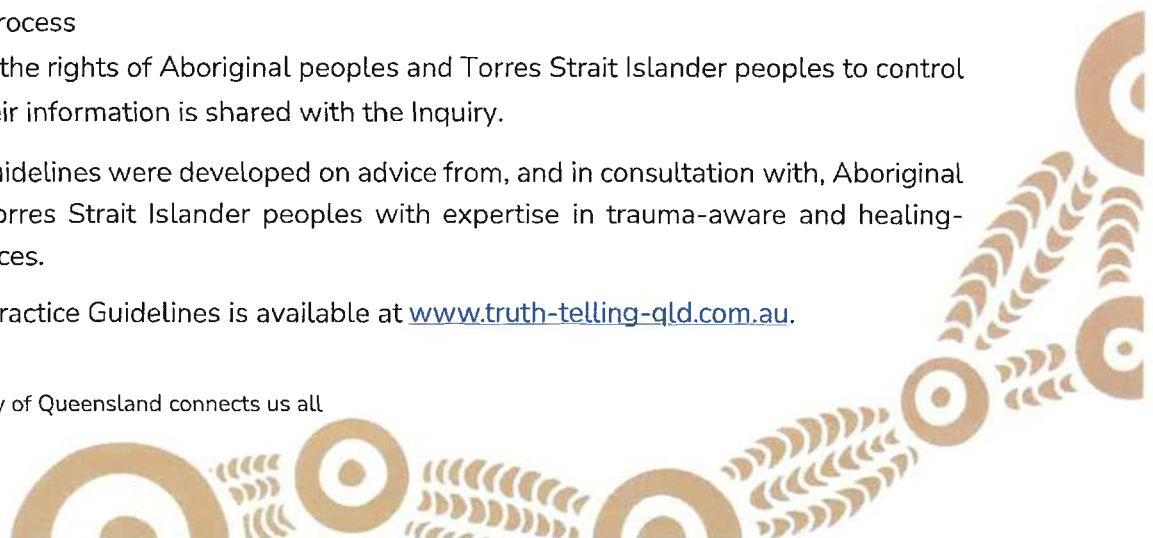 rocess
the rights of Aboriginal peoples and Torres Strait Islander peoples to control
ir information is shared with the Inquiry.
idelines were developed on advice from, and in consultation with, Aboriginal
orres Strait Islander peoples with expertise in trauma-aware and healing-
ces.
ractice Guidelines is available at www.truth-telling-qld.com.au.
y of Queensland connects us all